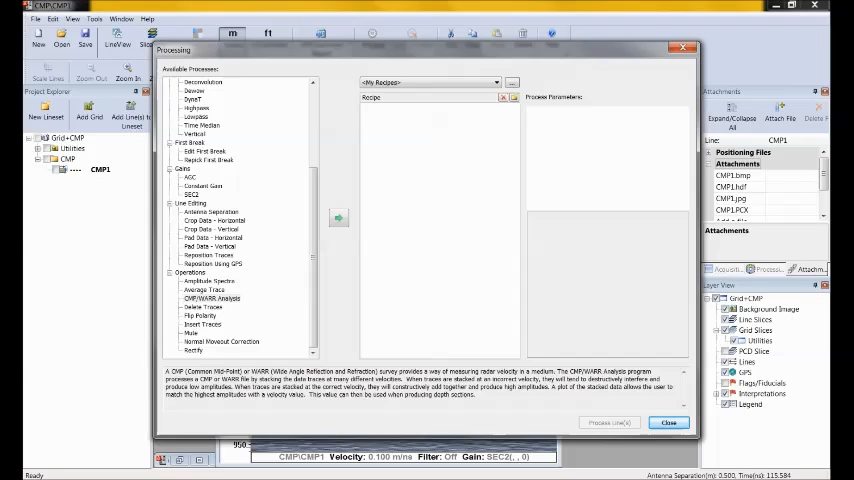 CMP\CMP1
File Edit View Tools Window Help
New Open Save LineView Slice
m ft
Scale Lines Zoom Out Zoom In
Project Explorer
New Lineset Add Grid Add Line(s) to Lineset
Grid+CMP
Utilities
CMP
---- CMP1
Processing
Available Processes:
Deconvolution
Dewow
DynaT
Highpass
Lowpass
Time Median
Vertical
First Break
Edit First Break
Repick First Break
Gains
AGC
Constant Gain
SEC2
Line Editing
Antenna Separation
Crop Data - Horizontal
Crop Data - Vertical
Pad Data - Horizontal
Pad Data - Vertical
Reposition Traces
Reposition Using GPS
Operations
Amplitude Spectra
Average Trace
CMP/WARR Analysis
Delete Traces
Flip Polarity
Insert Traces
Mute
Normal Moveout Correction
Rectify
<My Recipes> ...
Recipe
Process Parameters:
A CMP (Common Mid-Point) or WARR (Wide Angle Reflection and Refraction) survey provides a way of measuring radar velocity in a medium. The CMP/WARR Analysis program
processes a CMP or WARR file by stacking the data traces at many different velocities. When traces are stacked at an incorrect velocity, they will tend to destructively interfere and
produce low amplitudes. When traces are stacked at the correct velocity, they will constructively add together and produce high amplitudes. A plot of the stacked data allows the user to
match the highest amplitudes with a velocity value. This value can then be used when producing depth sections.
Process Line(s) Close
950
CMP\CMP1 Velocity: 0.100 m/ns Filter: Off Gain: SEC2(, , 0)
Attachments
Expand/Collapse All Attach File Delete F
Line: CMP1
Positioning Files
Attachments
CMP1.bmp
CMP1.hdf
CMP1.jpg
CMP1.PCX
Attachments
Acquisiti... Processi... Attachm...
Layer View
Grid+CMP
Background Image
Line Slices
Grid Slices
Utilities
PCD Slice
Lines
GPS
Flags/Fiducials
Interpretations
Legend
Ready
Antenna Separation(m): 0.500, Time(ns): 115.584